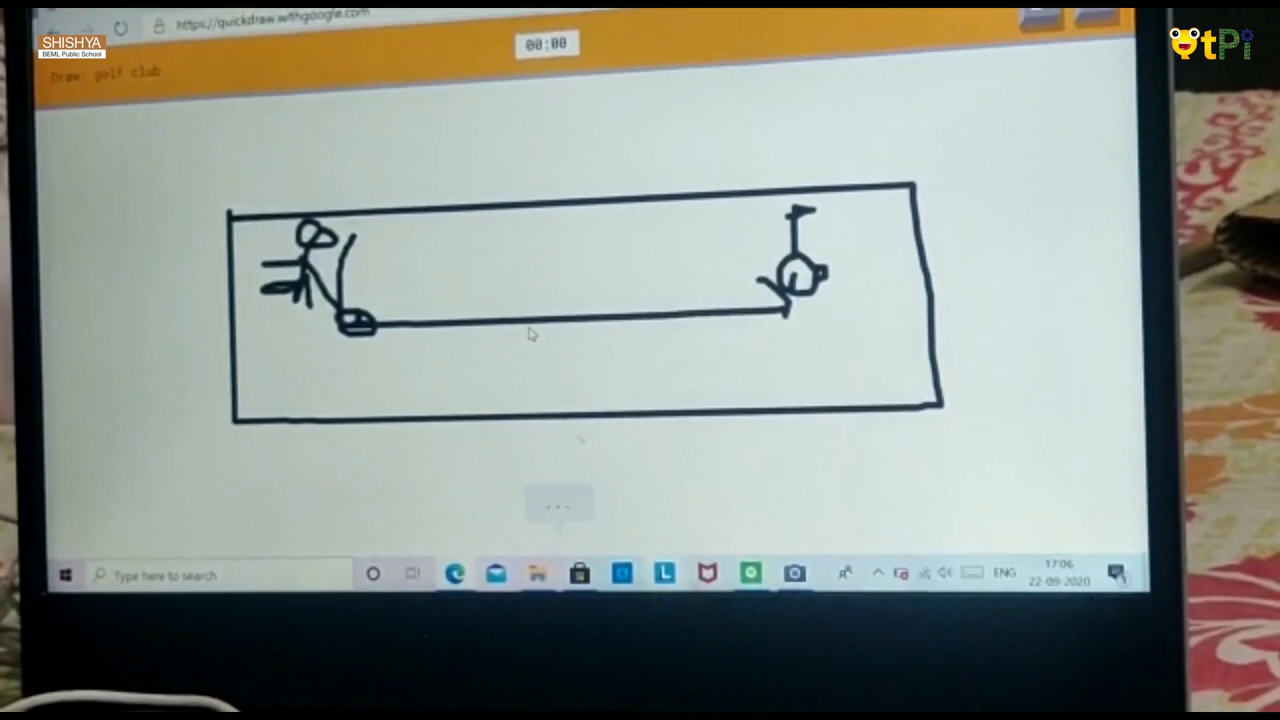 https://quickdraw.withgoogle.com
SHISHYA
BEML Public School
QtPi
00:00
Draw: golf club
...
Type here to search
L
ENG
17:06
22-09-2020